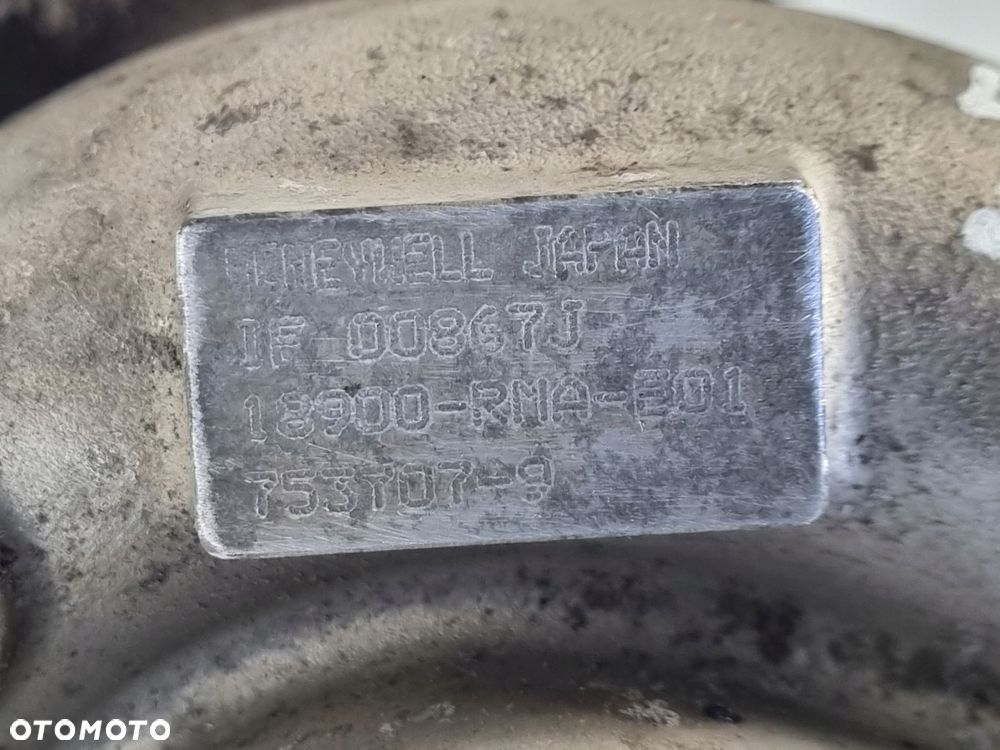 HONEYWELL JAPAN
IF 00867J
18900-RMA-E01
753707-9
OTOMOTO